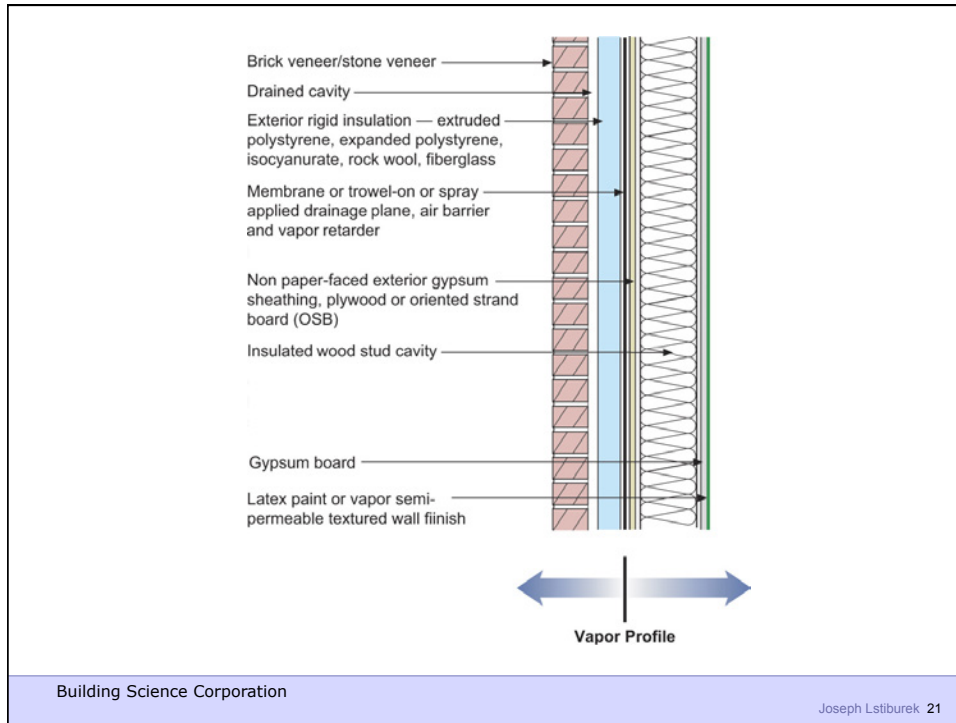 Brick veneer/stone veneer
Drained cavity
Exterior rigid insulation — extruded
polystyrene, expanded polystyrene,
isocyanurate, rock wool, fiberglass
Membrane or trowel-on or spray
applied drainage plane, air barrier
and vapor retarder
Non paper-faced exterior gypsum
sheathing, plywood or oriented strand
board (OSB)
Insulated wood stud cavity
Gypsum board
Latex paint or vapor semi-
permeable textured wall fiinish
Vapor Profile
Building Science Corporation
Joseph Lstiburek 21